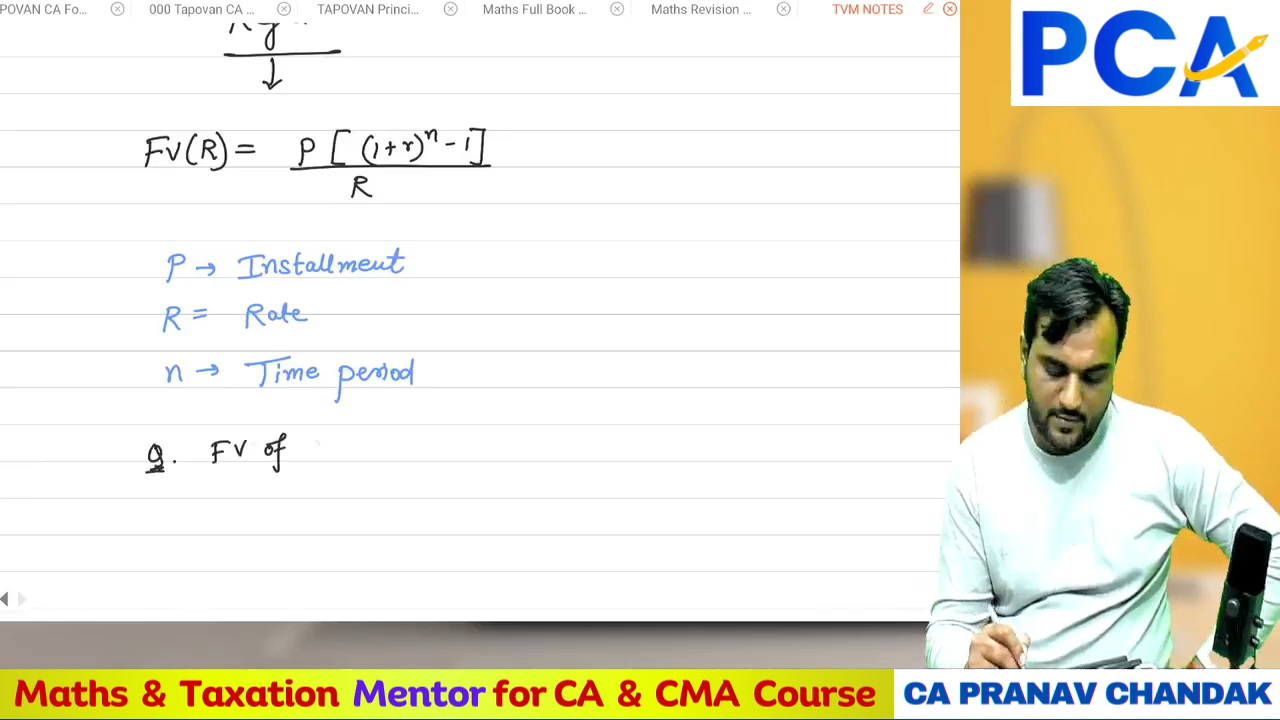 POVAN CA Fo... 000 Tapovan CA ... TAPOVAN Princi... Maths Full Book ... Maths Revision ... TVM NOTES
PCA
FV(R) = P[(1+r)^n - 1]
R
P → Installment
R = Rate
n → Time period
Q. FV of
Maths & Taxation Mentor for CA & CMA Course
CA PRANAV CHANDAK